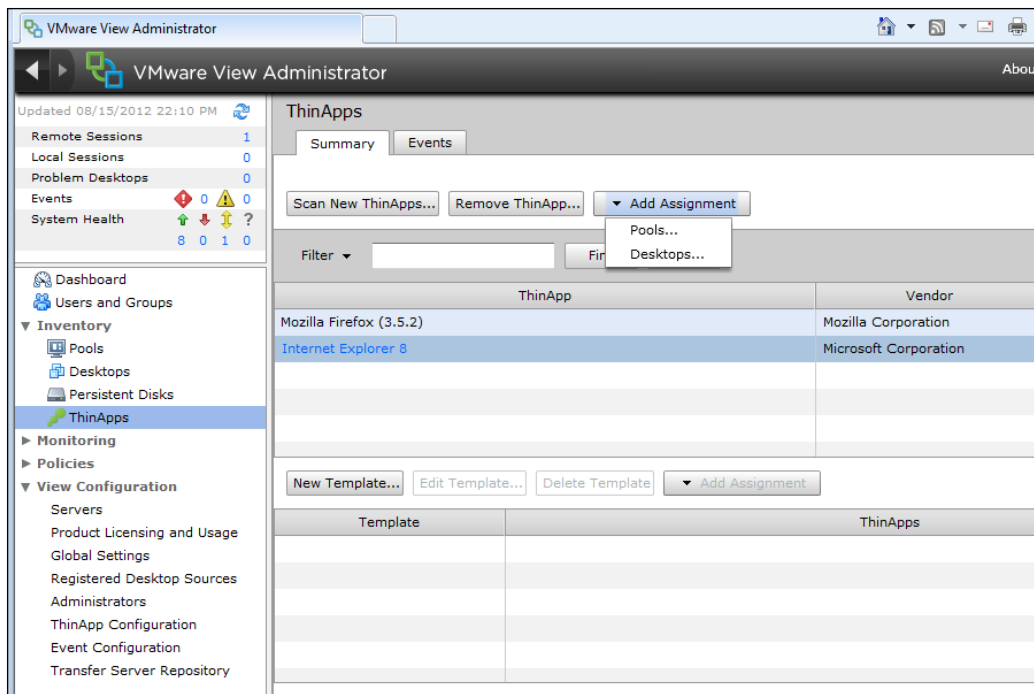 VMware View Administrator
VMware View Administrator
Abou
Updated 08/15/2012 22:10 PM
Remote Sessions 1
Local Sessions 0
Problem Desktops 0
Events 0 0
System Health ?
8 0 1 0
Dashboard
Users and Groups
Inventory
Pools
Desktops
Persistent Disks
ThinApps
Monitoring
Policies
View Configuration
Servers
Product Licensing and Usage
Global Settings
Registered Desktop Sources
Administrators
ThinApp Configuration
Event Configuration
Transfer Server Repository
ThinApps
Summary Events
Scan New ThinApps... Remove ThinApp... Add Assignment
Pools...
Desktops...
Filter Fin
ThinApp Vendor
Mozilla Firefox (3.5.2) Mozilla Corporation
Internet Explorer 8 Microsoft Corporation
New Template... Edit Template... Delete Template Add Assignment
Template ThinApps